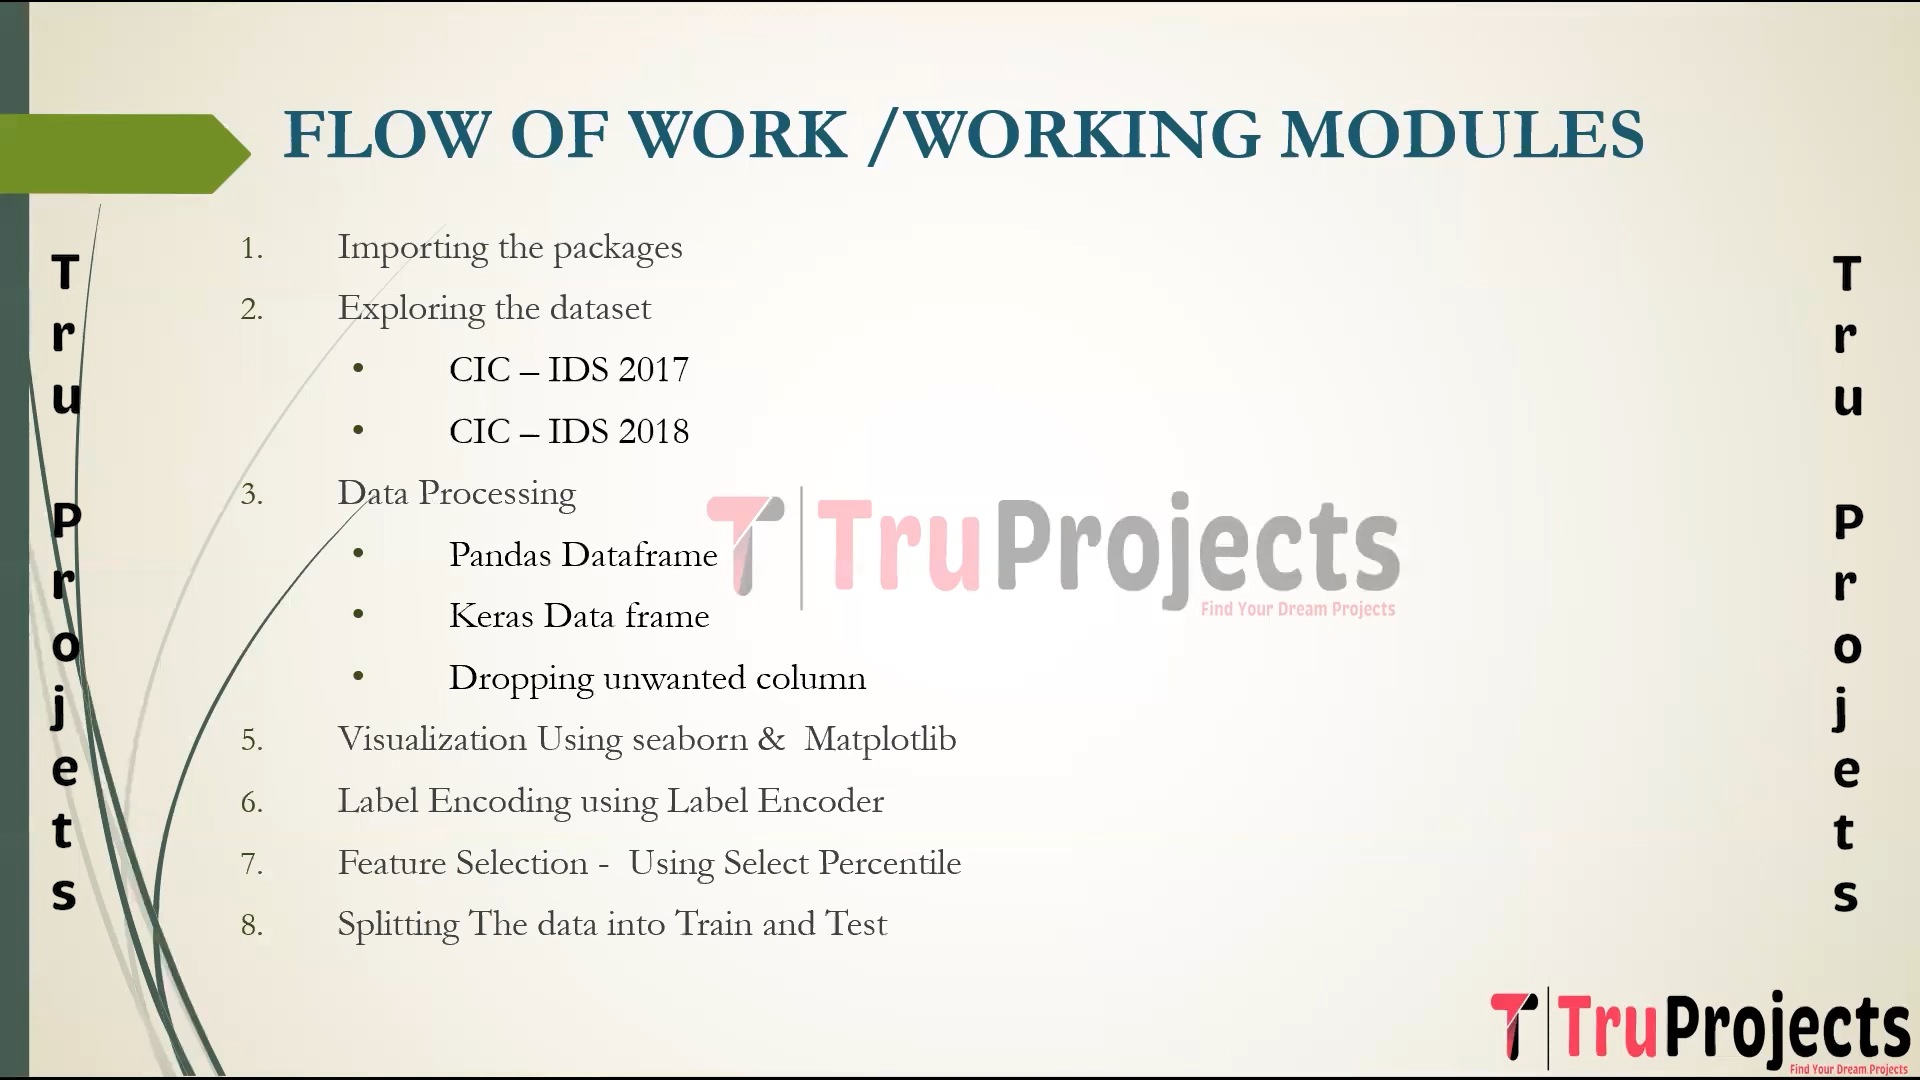 FLOW OF WORK /WORKING MODULES
1. Importing the packages
2. Exploring the dataset
• CIC – IDS 2017
• CIC – IDS 2018
3. Data Processing
• Pandas Dataframe
• Keras Data frame
• Dropping unwanted column
5. Visualization Using seaborn & Matplotlib
6. Label Encoding using Label Encoder
7. Feature Selection - Using Select Percentile
8. Splitting The data into Train and Test
Tru Projets
Tru Projets
TruProjects
Find Your Dream Projects
TruProjects
Find Your Dream Projects